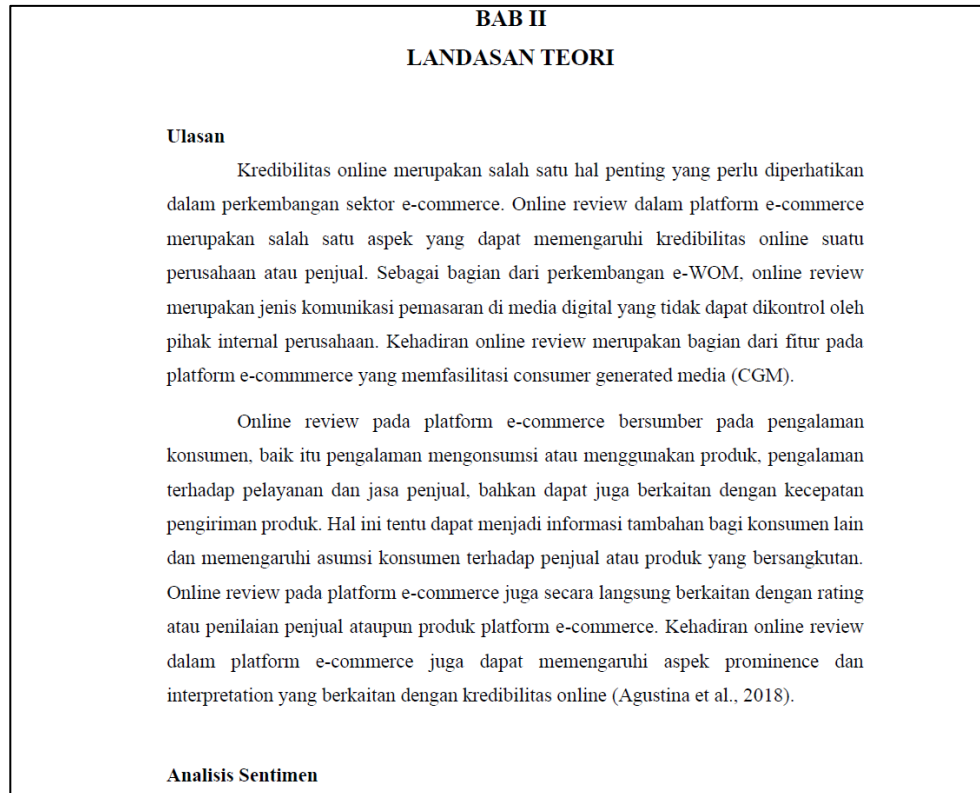 BAB II
LANDASAN TEORI
Ulasan
Kredibilitas online merupakan salah satu hal penting yang perlu diperhatikan
dalam perkembangan sektor e-commerce. Online review dalam platform e-commerce
merupakan salah satu aspek yang dapat memengaruhi kredibilitas online suatu
perusahaan atau penjual. Sebagai bagian dari perkembangan e-WOM, online review
merupakan jenis komunikasi pemasaran di media digital yang tidak dapat dikontrol oleh
pihak internal perusahaan. Kehadiran online review merupakan bagian dari fitur pada
platform e-commmerce yang memfasilitasi consumer generated media (CGM).
Online review pada platform e-commerce bersumber pada pengalaman
konsumen, baik itu pengalaman mengonsumsi atau menggunakan produk, pengalaman
terhadap pelayanan dan jasa penjual, bahkan dapat juga berkaitan dengan kecepatan
pengiriman produk. Hal ini tentu dapat menjadi informasi tambahan bagi konsumen lain
dan memengaruhi asumsi konsumen terhadap penjual atau produk yang bersangkutan.
Online review pada platform e-commerce juga secara langsung berkaitan dengan rating
atau penilaian penjual ataupun produk platform e-commerce. Kehadiran online review
dalam platform e-commerce juga dapat memengaruhi aspek prominence dan
interpretation yang berkaitan dengan kredibilitas online (Agustina et al., 2018).
Analisis Sentimen